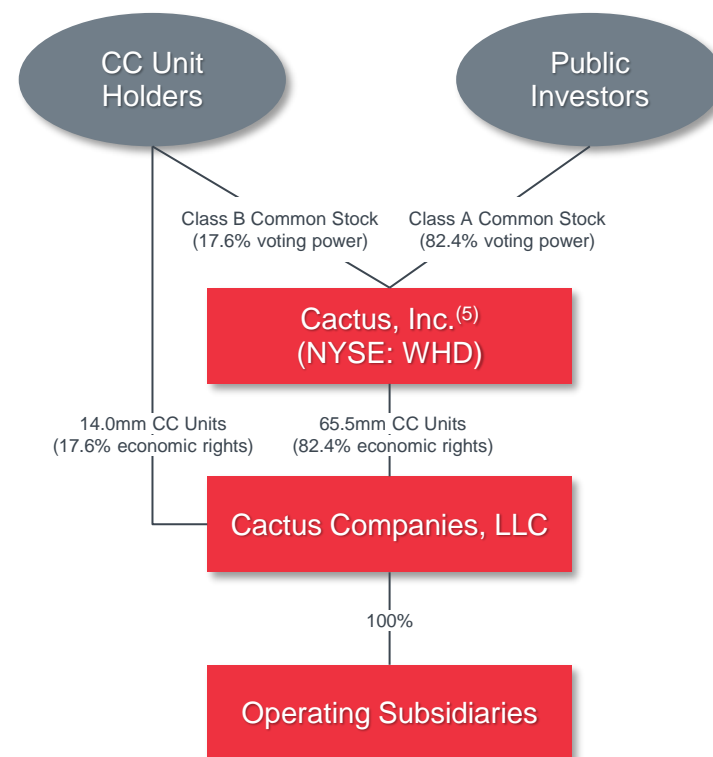 CC Unit
Holders
Public
Investors
Class B Common Stock
(17.6% voting power)
Class A Common Stock
(82.4% voting power)
Cactus, Inc.(5)
(NYSE: WHD)
14.0mm CC Units
(17.6% economic rights)
65.5mm CC Units
(82.4% economic rights)
Cactus Companies, LLC
100%
Operating Subsidiaries